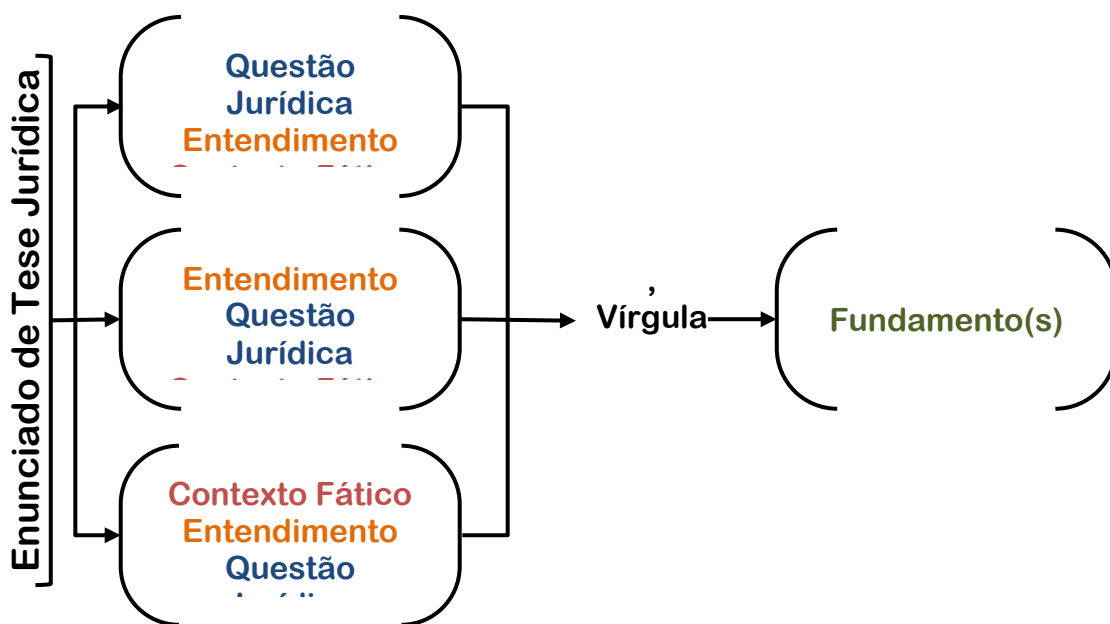 Enunciado de Tese Jurídica
Questão
Jurídica
Entendimento
Entendimento
Questão
Jurídica
Contexto Fático
Entendimento
Questão
,
Vírgula
Fundamento(s)